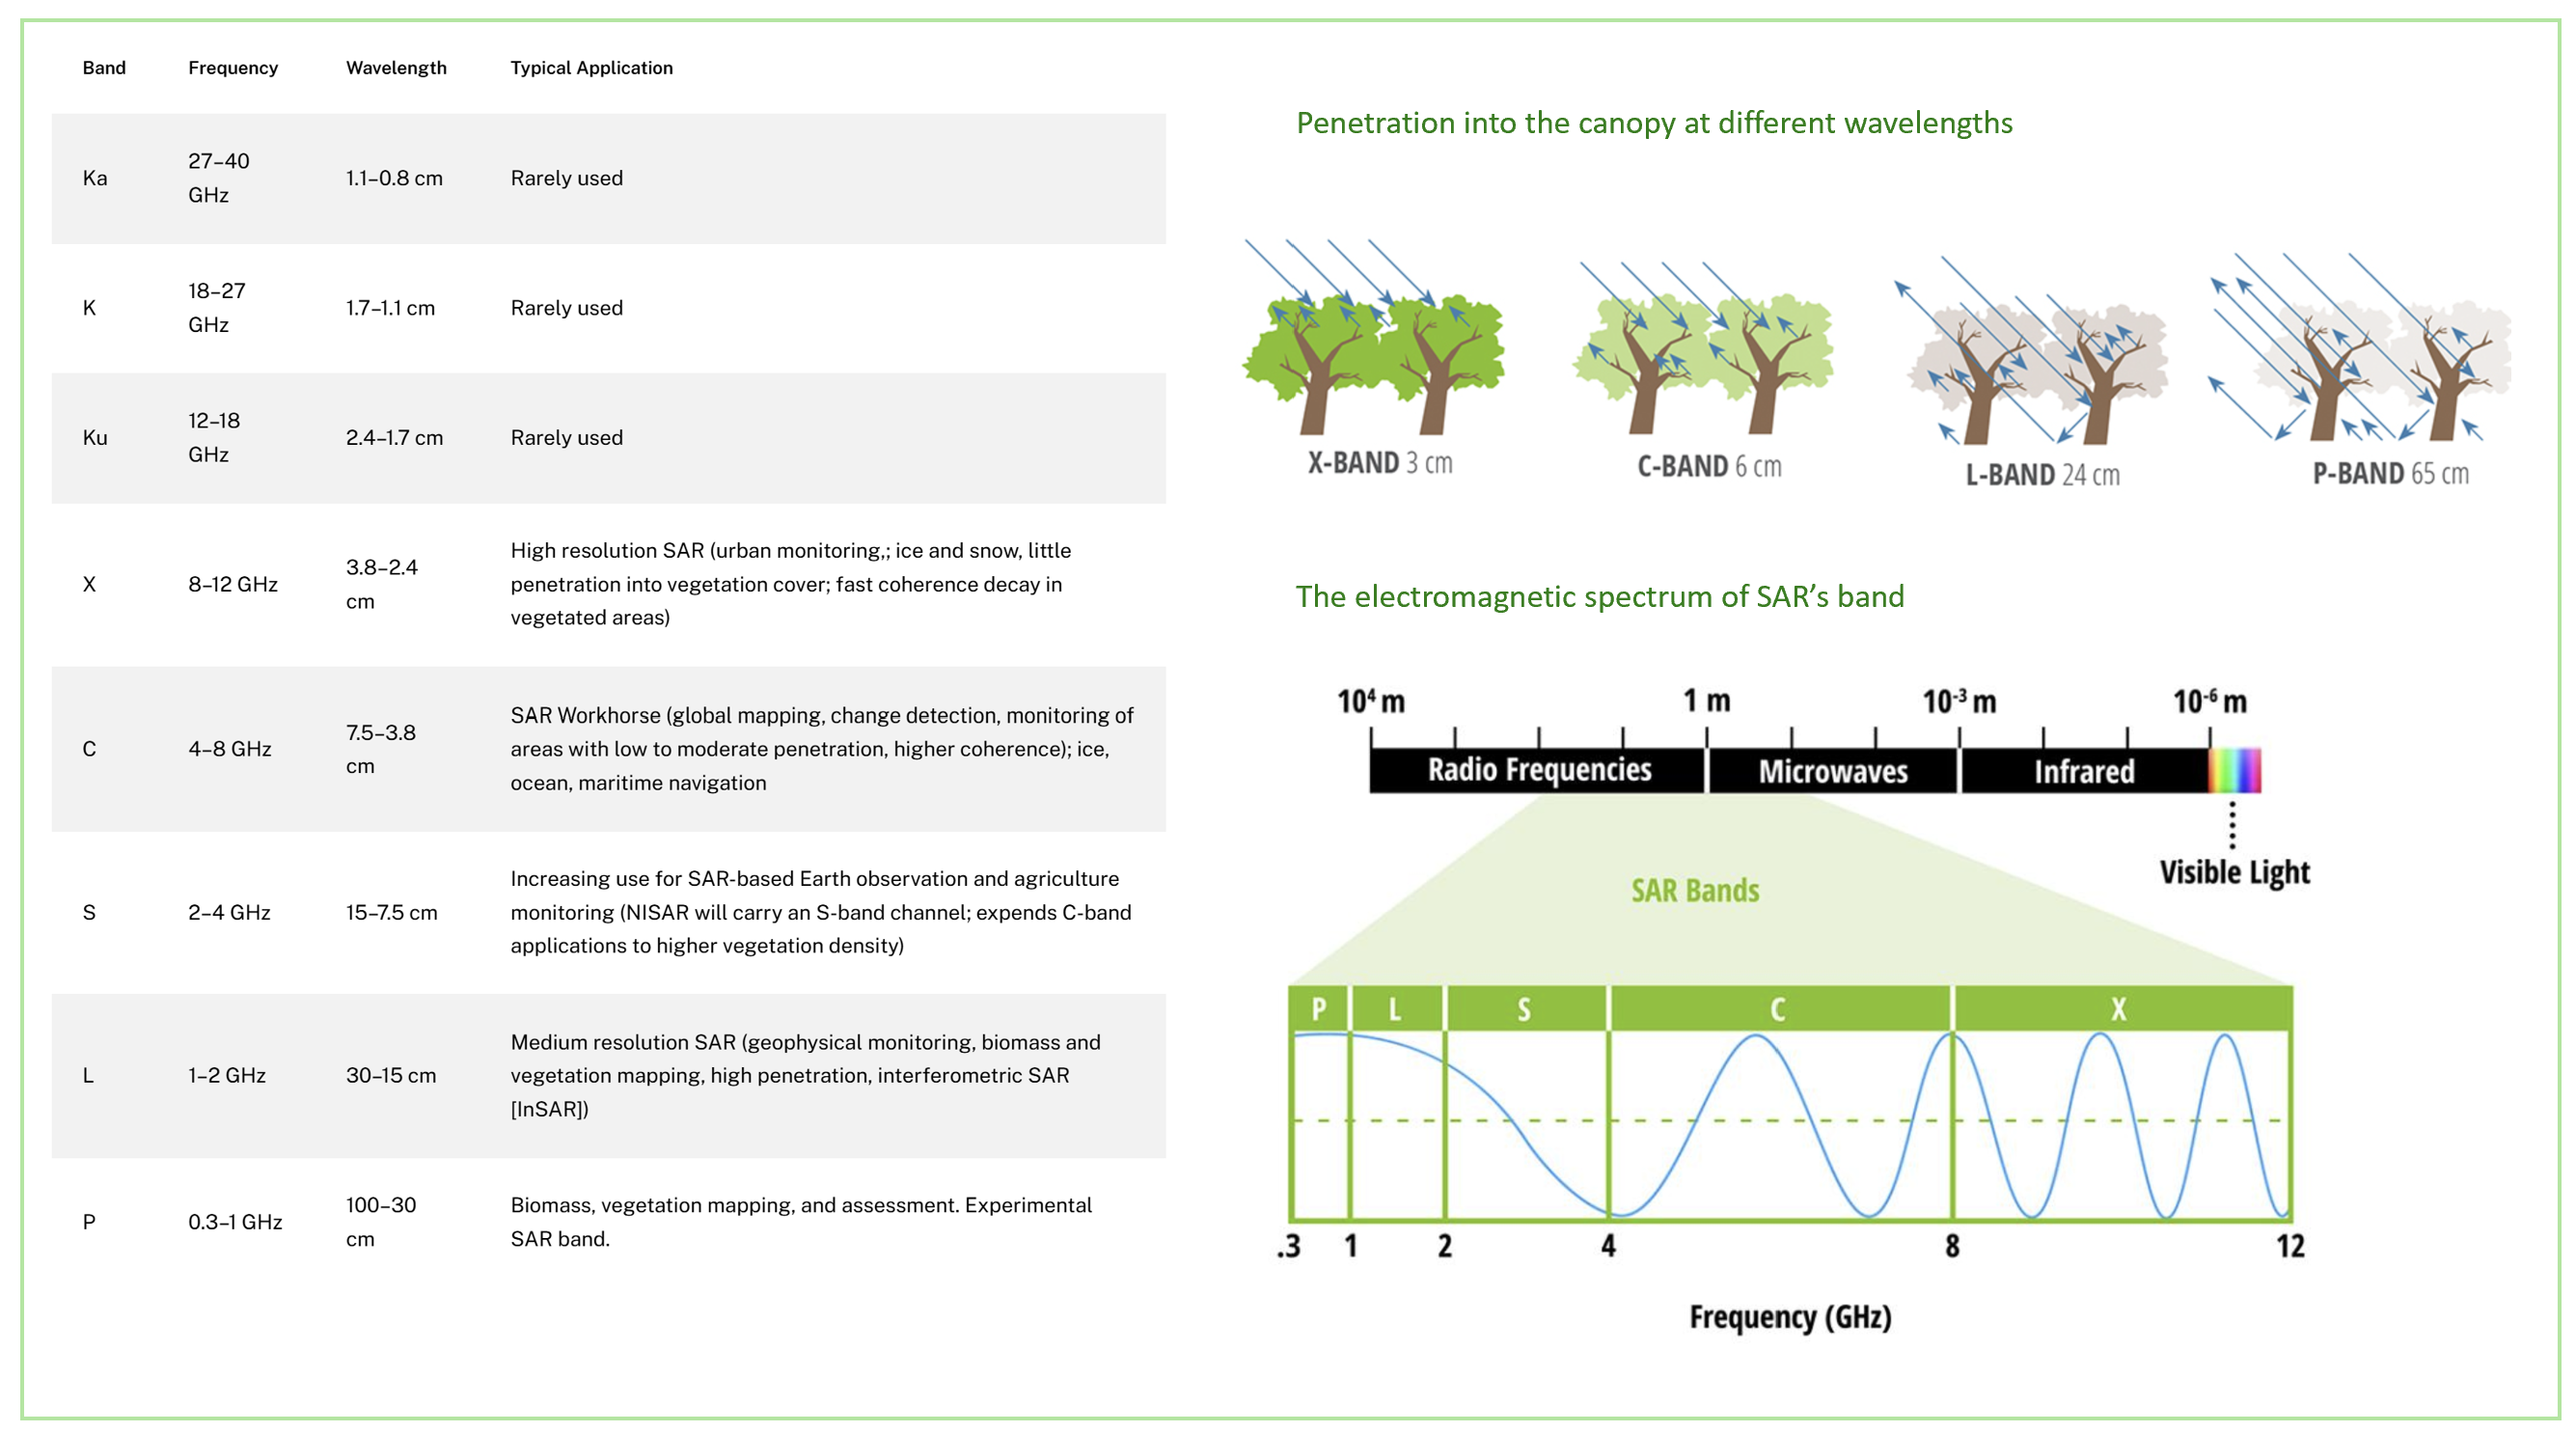 Band Frequency Wavelength Typical Application
Ka
27–40
GHz
1.1–0.8 cm
Rarely used
K
18–27
GHz
1.7–1.1 cm
Rarely used
Ku
12–18
GHz
2.4–1.7 cm
Rarely used
X
8–12 GHz
3.8–2.4
cm
High resolution SAR (urban monitoring,; ice and snow, little
penetration into vegetation cover; fast coherence decay in
vegetated areas)
C
4–8 GHz
7.5–3.8
cm
SAR Workhorse (global mapping, change detection, monitoring of
areas with low to moderate penetration, higher coherence); ice,
ocean, maritime navigation
S
2–4 GHz
15–7.5 cm
Increasing use for SAR-based Earth observation and agriculture
monitoring (NISAR will carry an S-band channel; expends C-band
applications to higher vegetation density)
L
1–2 GHz
30–15 cm
Medium resolution SAR (geophysical monitoring, biomass and
vegetation mapping, high penetration, interferometric SAR
[InSAR])
P
0.3–1 GHz
100–30
cm
Biomass, vegetation mapping, and assessment. Experimental
SAR band.
Penetration into the canopy at different wavelengths
X-BAND 3 cm
C-BAND 6 cm
L-BAND 24 cm
P-BAND 65 cm
The electromagnetic spectrum of SAR’s band
10⁴ m 1 m 10⁻³ m 10⁻⁶ m
Radio Frequencies Microwaves Infrared
Visible Light
SAR Bands
P L S C X
.3 1 2 4 8 12
Frequency (GHz)